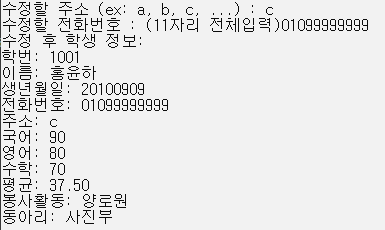 수정할 주소 (ex: a, b, c, ...) : c
수정할 전화번호 : (11자리 전체입력)01099999999
수정 후 학생 정보:
학번: 1001
이름: 홍윤하
생년월일: 20100909
전화번호: 01099999999
주소: c
국어: 90
영어: 80
수학: 70
평균: 37.50
봉사활동: 양로원
동아리: 사진부